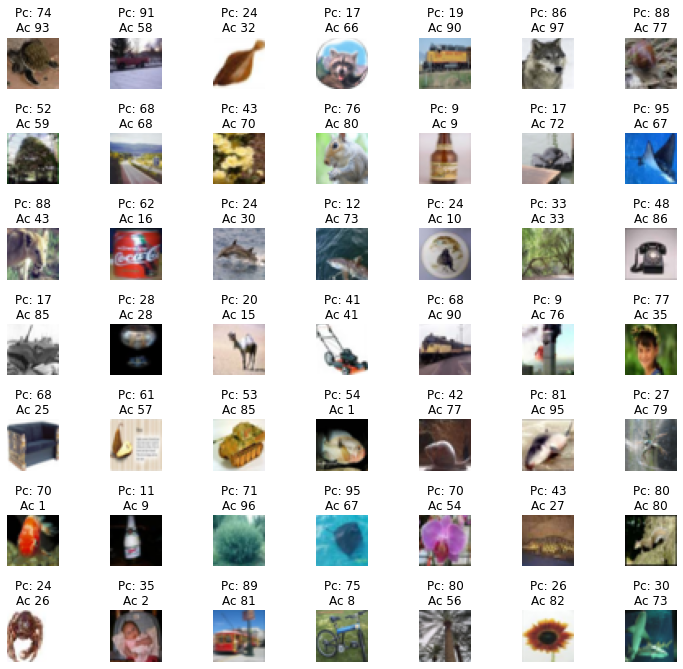 Pc: 74 Pc: 91 Pc: 24 Pc: 17 Pc: 19 Pc: 86 Pc: 88
Ac 93 Ac 58 Ac 32 Ac 66 Ac 90 Ac 97 Ac 77
Pc: 52 Pc: 68 Pc: 43 Pc: 76 Pc: 9 Pc: 17 Pc: 95
Ac 59 Ac 68 Ac 70 Ac 80 Ac 9 Ac 72 Ac 67
Pc: 88 Pc: 62 Pc: 24 Pc: 12 Pc: 24 Pc: 33 Pc: 48
Ac 43 Ac 16 Ac 30 Ac 73 Ac 10 Ac 33 Ac 86
Coca-Cola
Pc: 17 Pc: 28 Pc: 20 Pc: 41 Pc: 68 Pc: 9 Pc: 77
Ac 85 Ac 28 Ac 15 Ac 41 Ac 90 Ac 76 Ac 35
Pc: 68 Pc: 61 Pc: 53 Pc: 54 Pc: 42 Pc: 81 Pc: 27
Ac 25 Ac 57 Ac 85 Ac 1 Ac 77 Ac 95 Ac 79
Pc: 70 Pc: 11 Pc: 71 Pc: 95 Pc: 70 Pc: 43 Pc: 80
Ac 1 Ac 9 Ac 96 Ac 67 Ac 54 Ac 27 Ac 80
Pc: 24 Pc: 35 Pc: 89 Pc: 75 Pc: 80 Pc: 26 Pc: 30
Ac 26 Ac 2 Ac 81 Ac 8 Ac 56 Ac 82 Ac 73